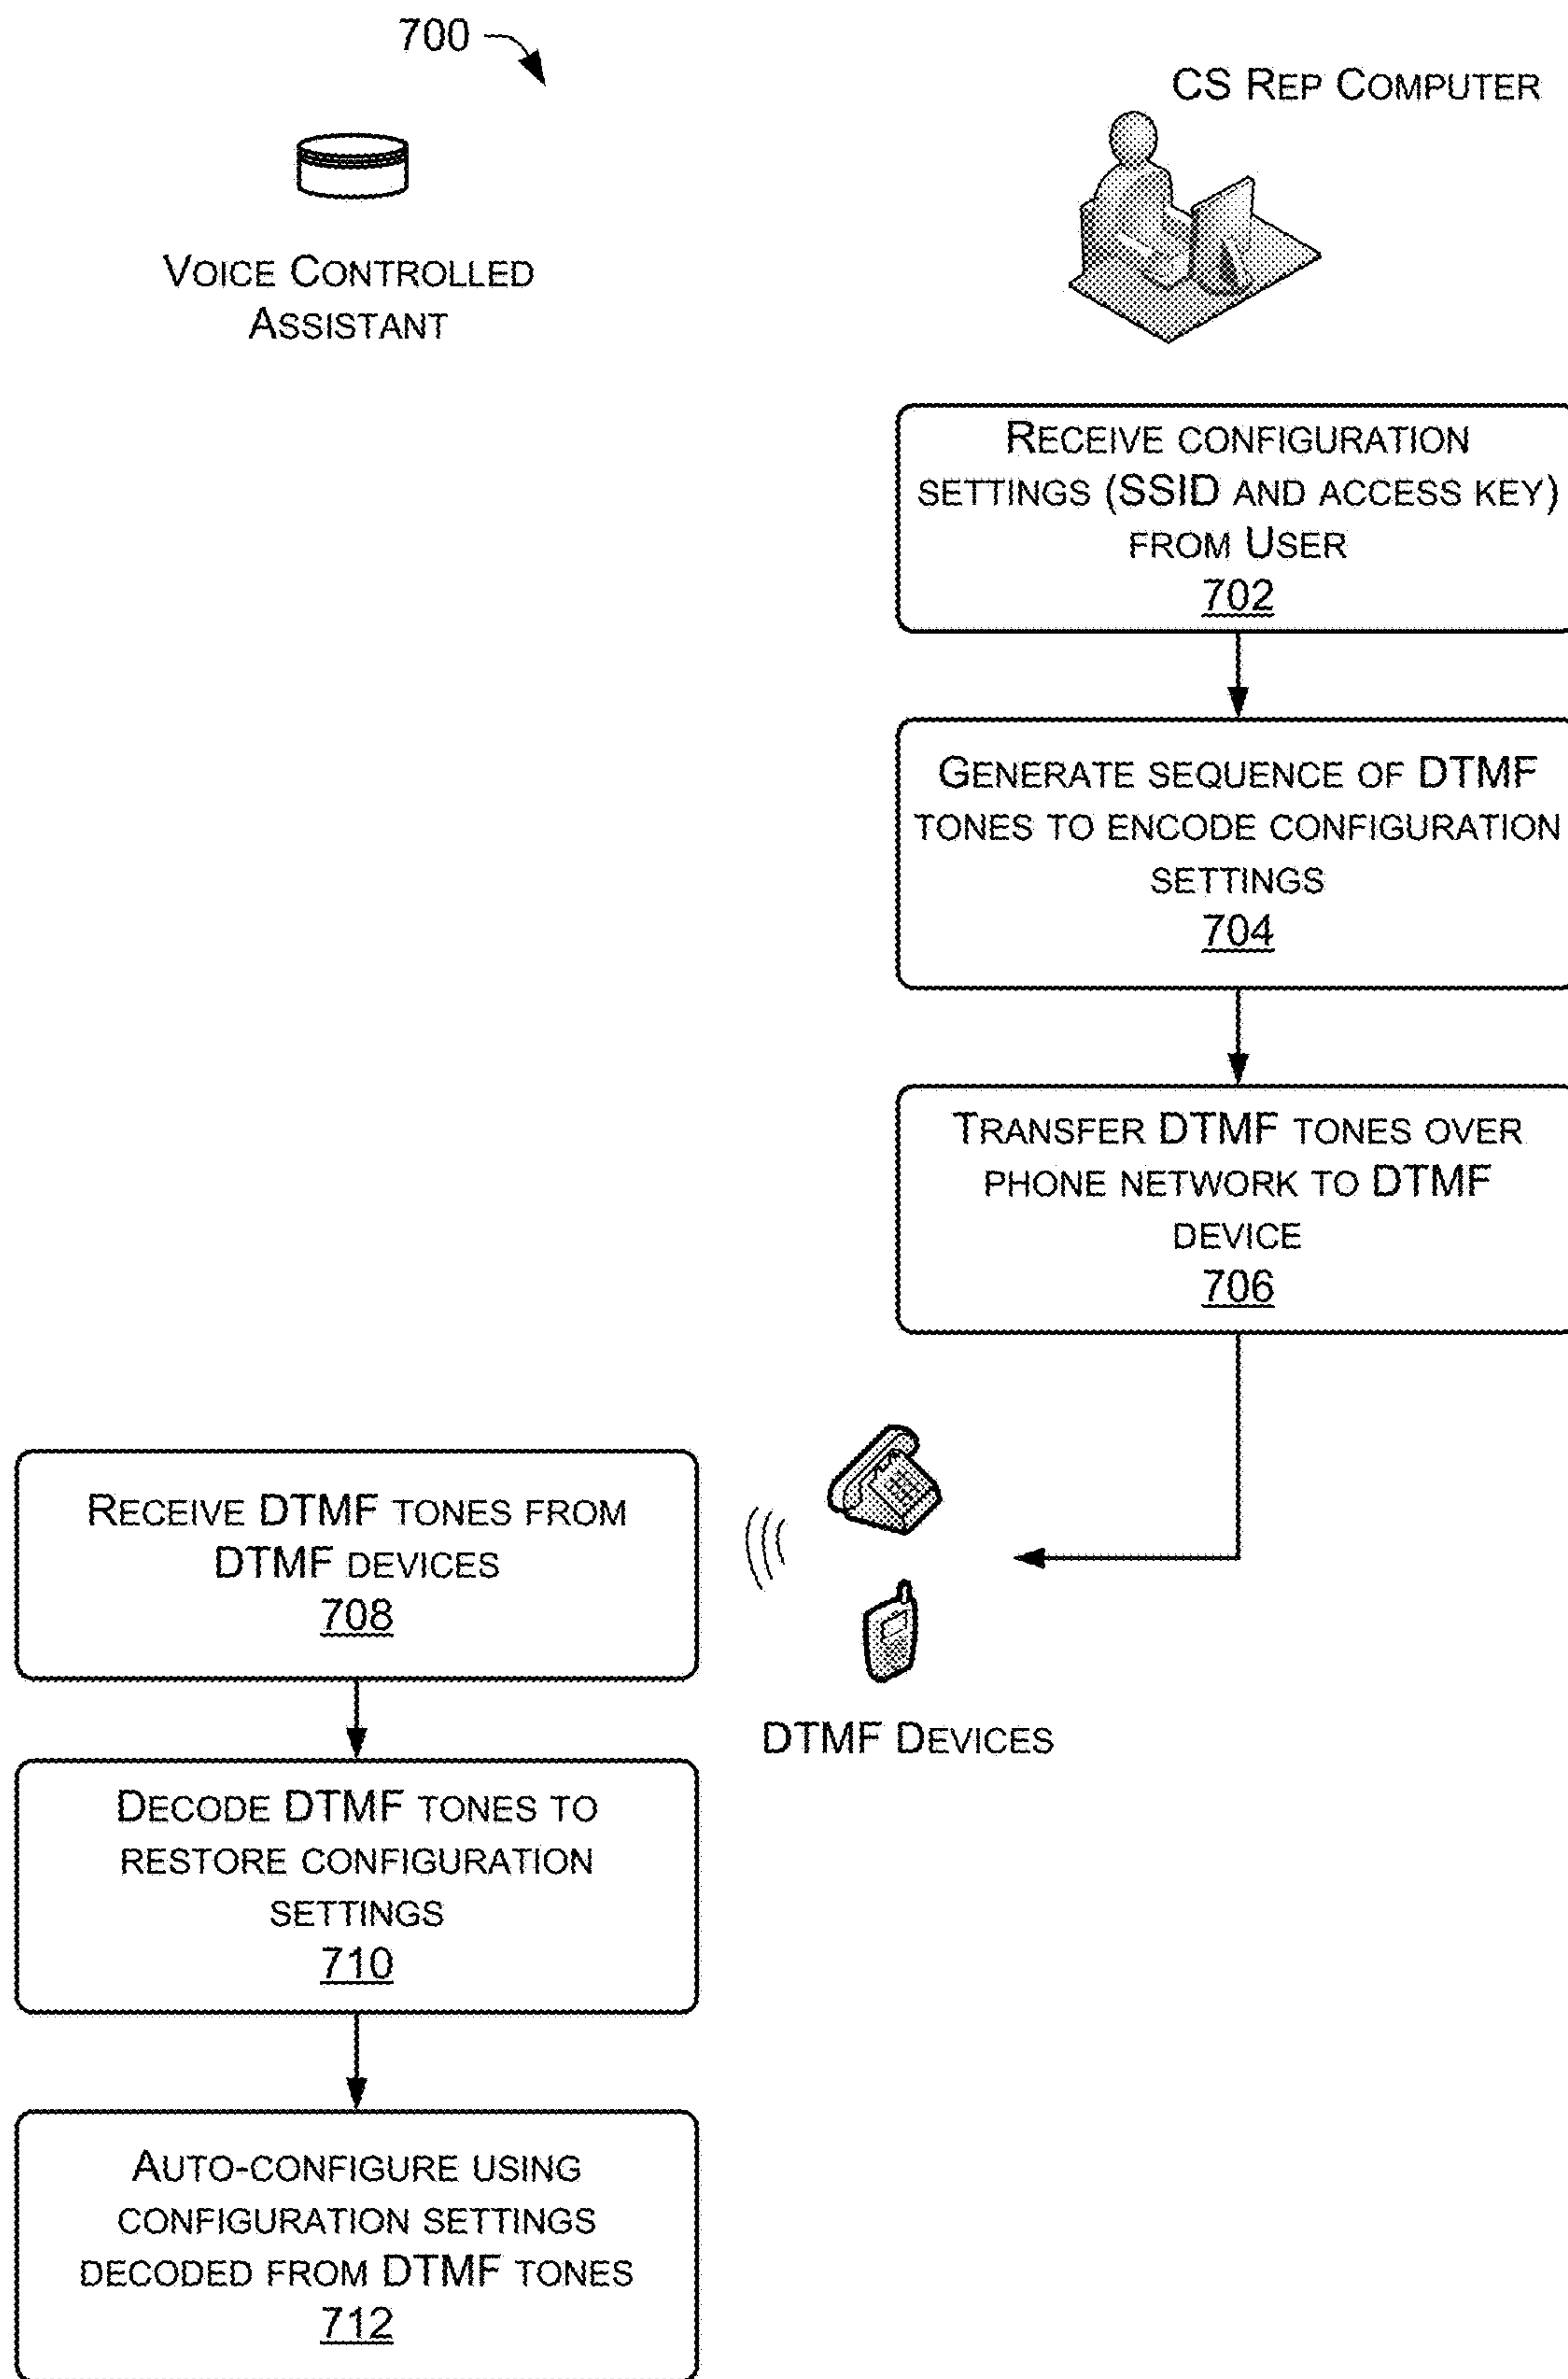 700
CS Rep Computer
Voice Controlled
Assistant
Receive configuration
settings (SSID and access key)
from User
702
Generate sequence of DTMF
tones to encode configuration
settings
704
Transfer DTMF tones over
phone network to DTMF
device
706
Receive DTMF tones from
DTMF devices
708
DTMF Devices
Decode DTMF tones to
restore configuration
settings
710
Auto-configure using
configuration settings
decoded from DTMF tones
712